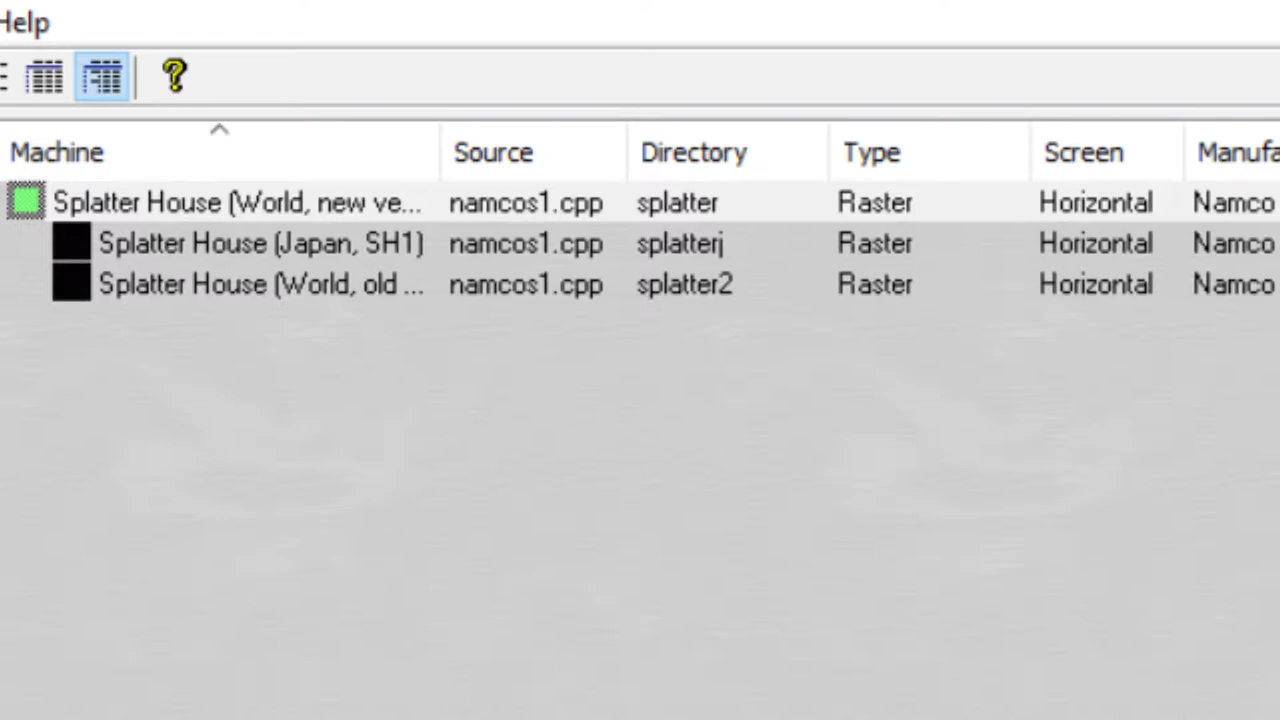 Help
Machine Source Directory Type Screen Manufa
Splatter House (World, new ve... namcos1.cpp splatter Raster Horizontal Namco
Splatter House (Japan, SH1) namcos1.cpp splatterj Raster Horizontal Namco
Splatter House (World, old ... namcos1.cpp splatter2 Raster Horizontal Namco